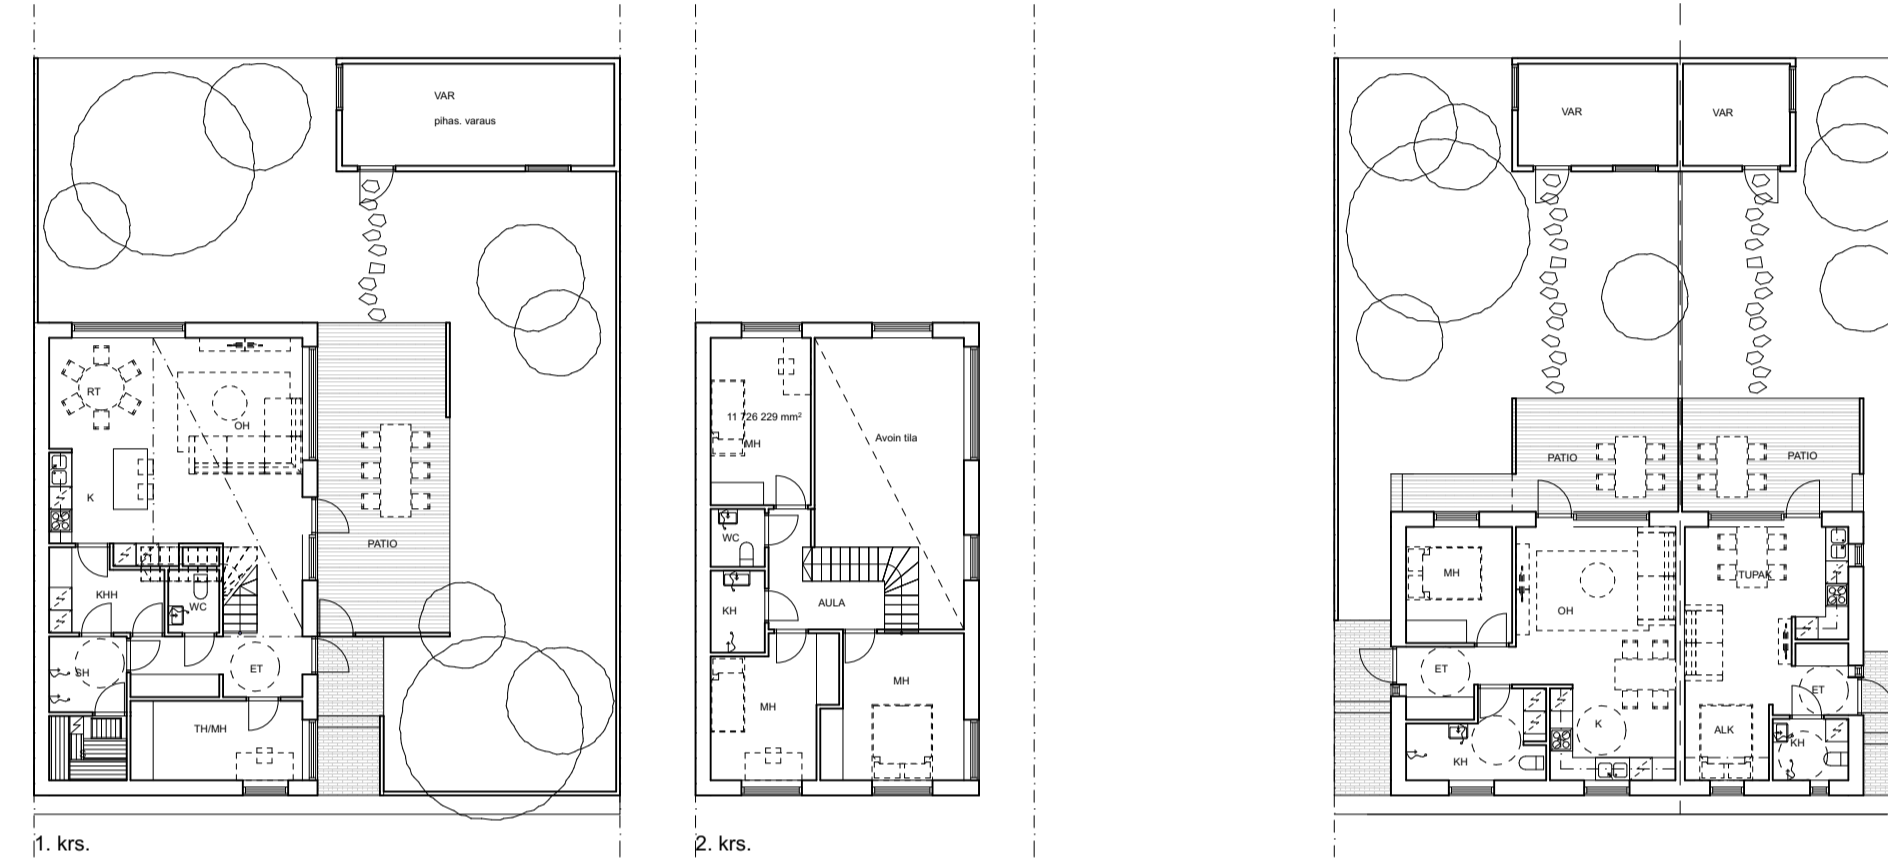 VAR
pihas. varaus
RT
OH
K
PATIO
KHH
WC
SH
ET
TH/MH
S
1. krs.
11 726 229 mm²
MH
Avoin tila
WC
KH
AULA
MH
MH
2. krs.
VAR
VAR
PATIO
PATIO
MH
OH
TUPAK
ET
ET
K
ALK
KH
KH